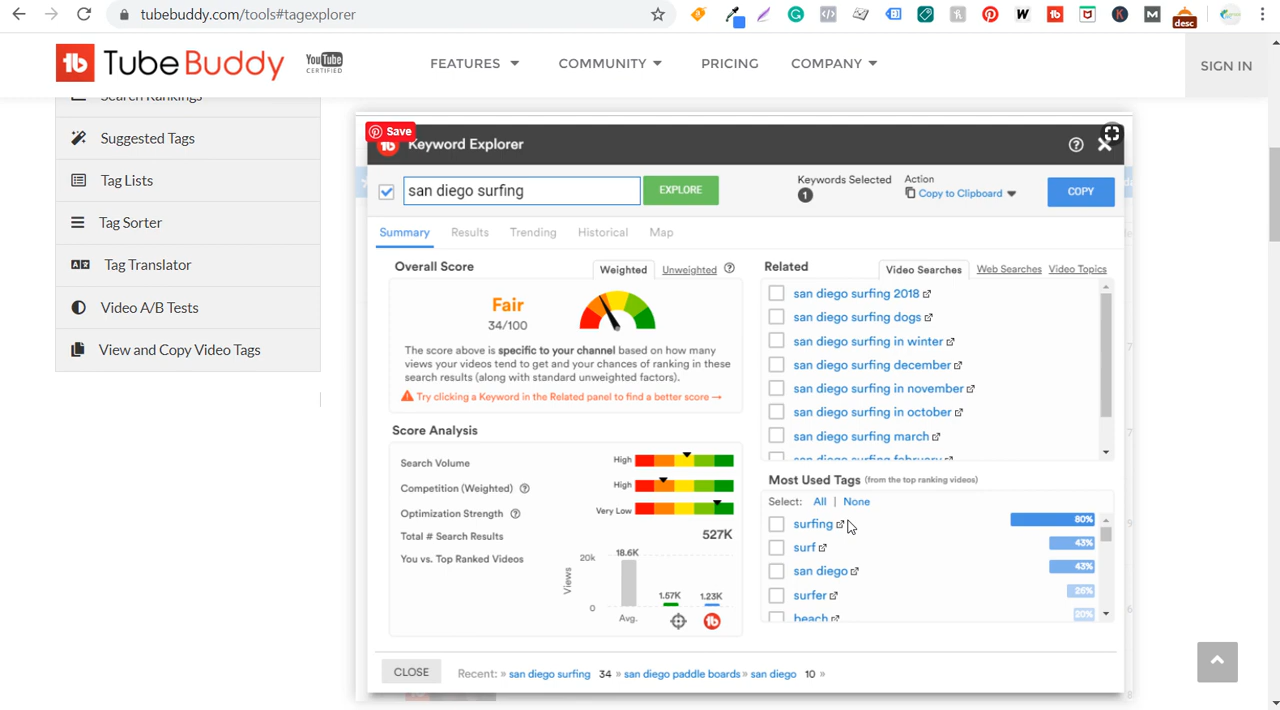 tubebuddy.com/tools#tagexplorer
desc
TubeBuddy
YouTube
CERTIFIED
FEATURES
COMMUNITY
PRICING
COMPANY
SIGN IN
Search Rankings
Suggested Tags
Tag Lists
Tag Sorter
Tag Translator
Video A/B Tests
View and Copy Video Tags
Save
Keyword Explorer
san diego surfing
EXPLORE
Keywords Selected
1
Action
Copy to Clipboard
COPY
Summary
Results
Trending
Historical
Map
Overall Score
Weighted
Unweighted
Fair
34/100
The score above is specific to your channel based on how many
views your videos tend to get and your chances of ranking in these
search results (along with standard unweighted factors).
Try clicking a Keyword in the Related panel to find a better score →
Score Analysis
Search Volume
High
Competition (Weighted)
High
Optimization Strength
Very Low
Total # Search Results
527K
You vs. Top Ranked Videos
Views
20k
0
18.6K
Avg.
1.57K
1.23K
Related
Video Searches
Web Searches
Video Topics
san diego surfing 2018
san diego surfing dogs
san diego surfing in winter
san diego surfing december
san diego surfing in november
san diego surfing in october
san diego surfing march
san diego surfing february
Most Used Tags (from the top ranking videos)
Select: All | None
surfing 80%
surf 43%
san diego 43%
surfer 26%
beach 20%
CLOSE
Recent: » san diego surfing 34 » san diego paddle boards » san diego 10 »